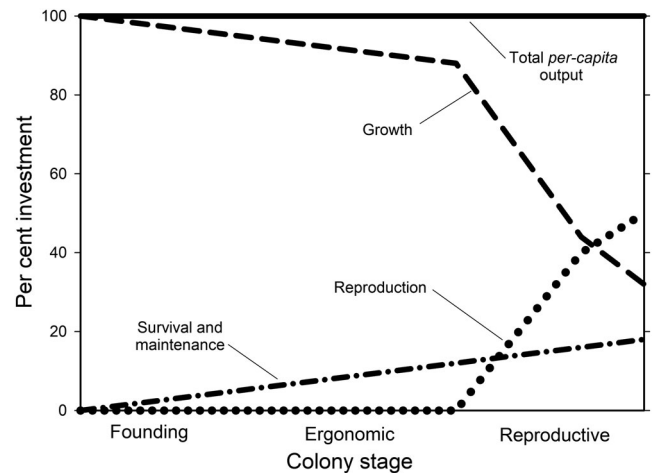 100
80
60
40
20
0
Per cent investment
Total per-capita
output
Growth
Reproduction
Survival and
maintenance
Founding
Ergonomic
Reproductive
Colony stage